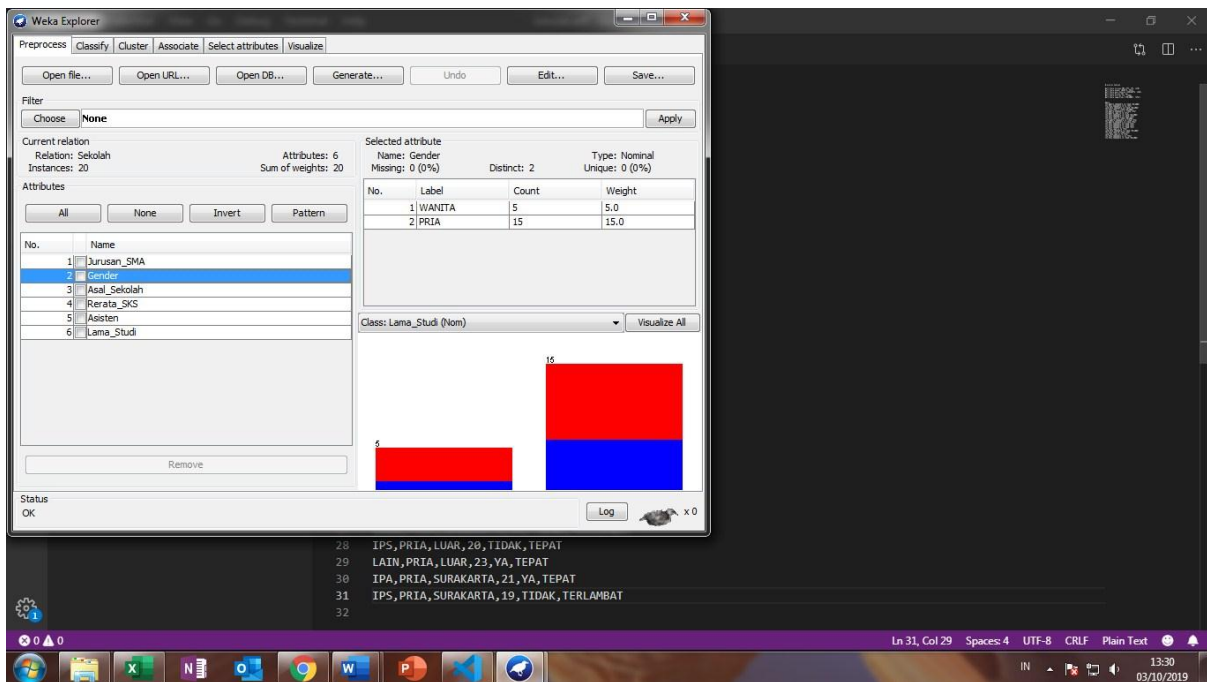 Weka Explorer
Preprocess Classify Cluster Associate Select attributes Visualize
Open file... Open URL... Open DB... Generate... Undo Edit... Save...
Filter
Choose None Apply
Current relation
Relation: Sekolah Attributes: 6
Instances: 20 Sum of weights: 20
Selected attribute
Name: Gender Type: Nominal
Missing: 0 (0%) Distinct: 2 Unique: 0 (0%)
Attributes
All None Invert Pattern
No. Name
1 Jurusan_SMA
2 Gender
3 Asal_Sekolah
4 Rerata_SKS
5 Asisten
6 Lama_Studi
Remove
No. Label Count Weight
1 WANITA 5 5.0
2 PRIA 15 15.0
Class: Lama_Studi (Nom) Visualize All
15
5
Status
OK
Log x 0
28 IPS,PRIA,LUAR,20,TIDAK,TEPAT
29 LAIN,PRIA,LUAR,23,YA,TEPAT
30 IPA,PRIA,SURAKARTA,21,YA,TEPAT
31 IPS,PRIA,SURAKARTA,19,TIDAK,TERLAMBAT
32
1
0 0 Ln 31, Col 29 Spaces: 4 UTF-8 CRLF Plain Text
IN 13:30
03/10/2019